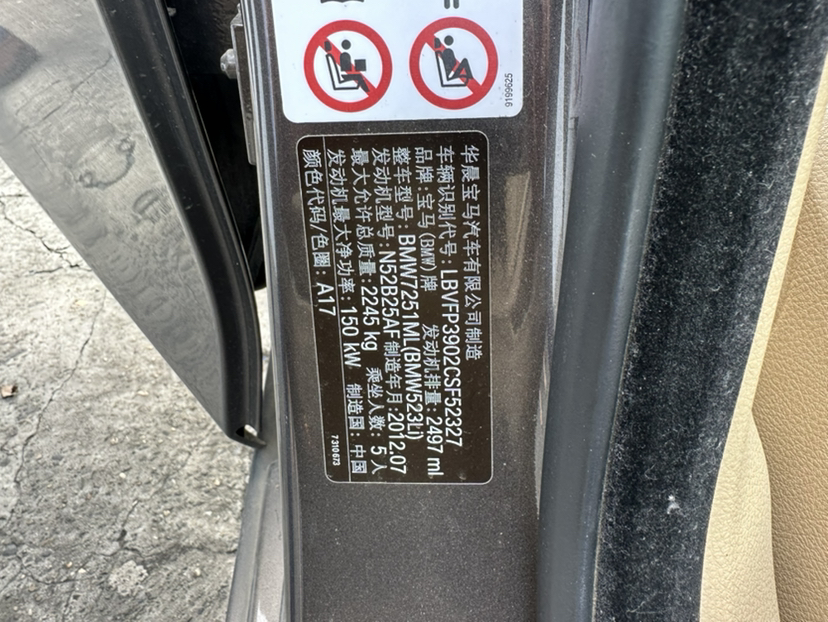 9199625
华晨宝马汽车有限公司制造
车辆识别代号:LBVFP3902CSF52327
品牌:宝马(BMW)牌 发动机排量:2497 ml
整车型号:BMW7251ML(BMW523Li)
发动机型号:N52B25AF 制造年月:2012.07
最大允许总质量:2245 kg 乘坐人数:5人
发动机最大净功率:150 kW 制造国:中國
颜色代码/色圈:A17
7310673